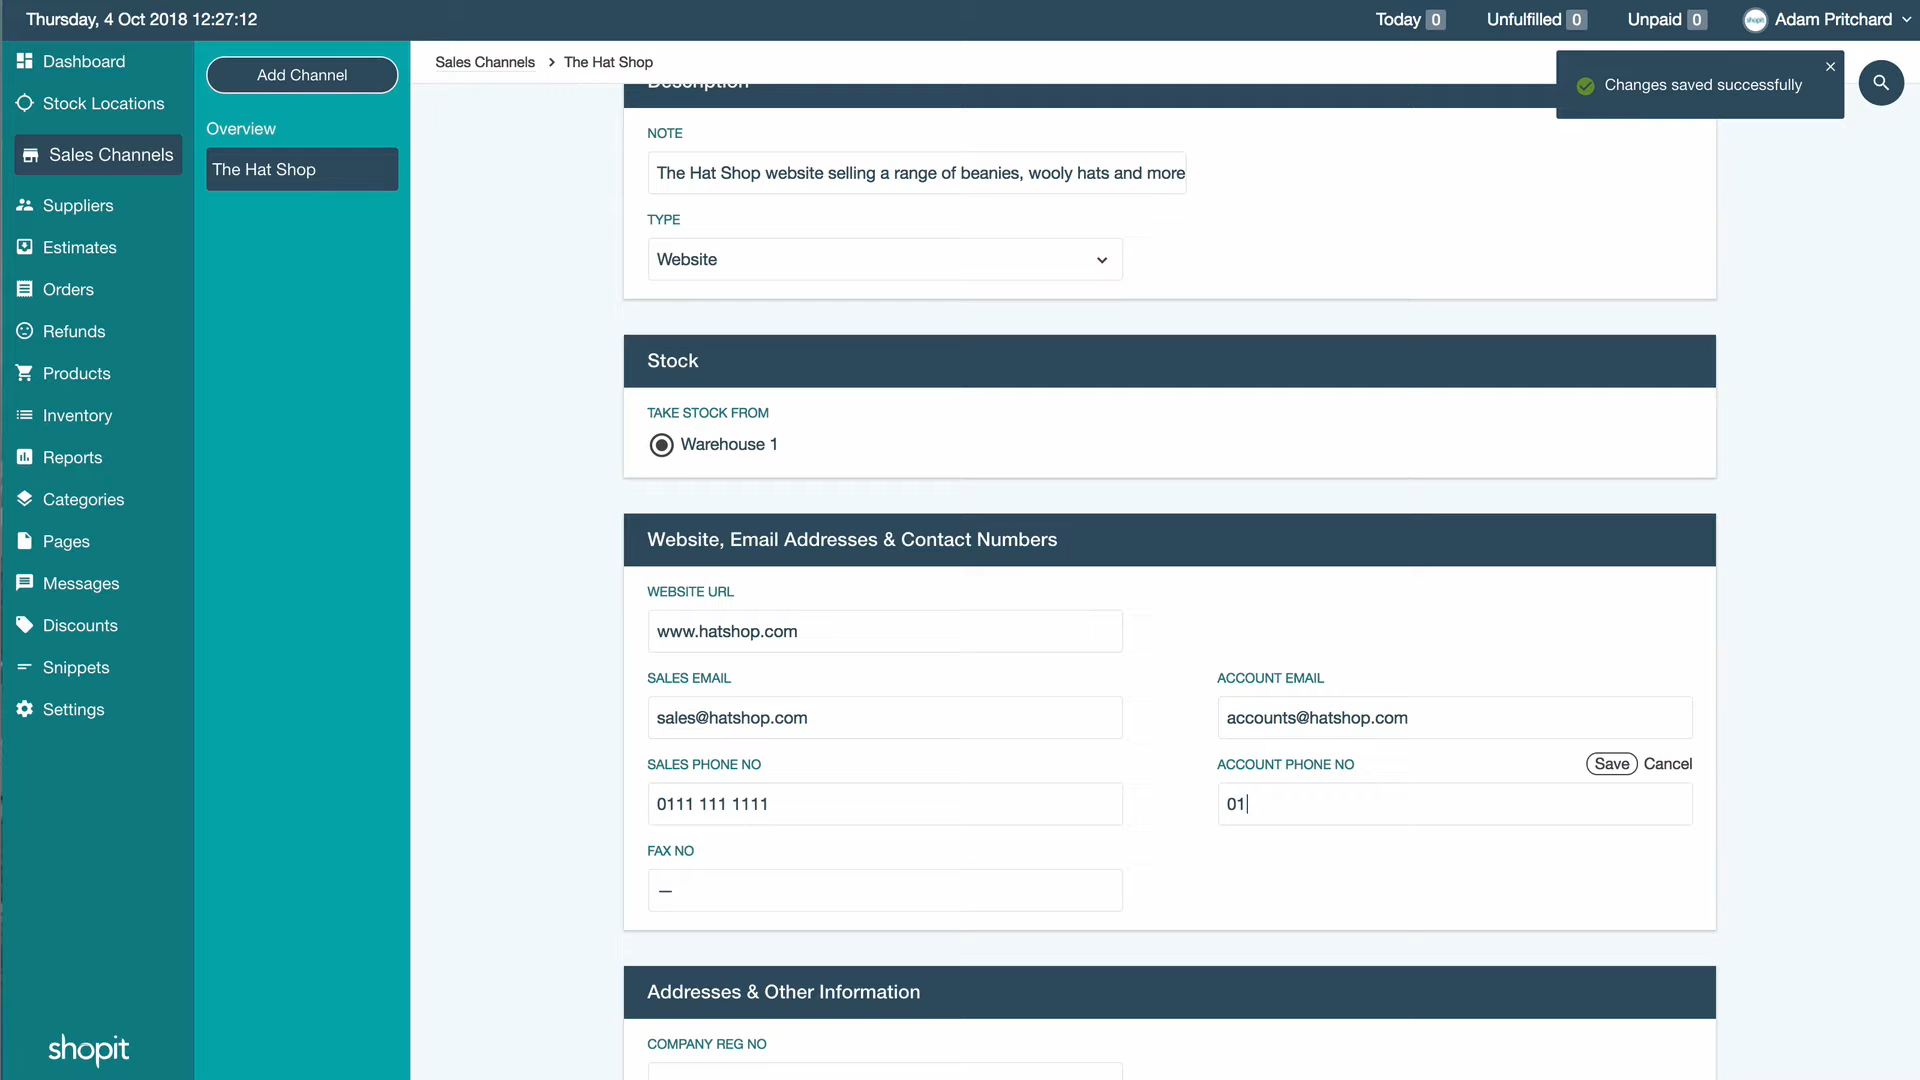 Thursday, 4 Oct 2018 12:27:12
Today 0
Unfulfilled 0
Unpaid 0
shopit
Adam Pritchard
Dashboard
Stock Locations
Sales Channels
Suppliers
Estimates
Orders
Refunds
Products
Inventory
Reports
Categories
Pages
Messages
Discounts
Snippets
Settings
shopit
Add Channel
Overview
The Hat Shop
Sales Channels > The Hat Shop
Changes saved successfully
Description
NOTE
The Hat Shop website selling a range of beanies, wooly hats and more
TYPE
Website
Stock
TAKE STOCK FROM
Warehouse 1
Website, Email Addresses & Contact Numbers
WEBSITE URL
www.hatshop.com
SALES EMAIL
sales@hatshop.com
ACCOUNT EMAIL
accounts@hatshop.com
SALES PHONE NO
0111 111 1111
ACCOUNT PHONE NO
Save Cancel
01
FAX NO
—
Addresses & Other Information
COMPANY REG NO